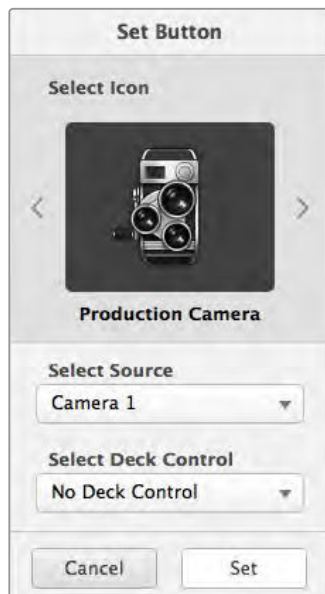 Set Button
Select Icon
Production Camera
Select Source
Camera 1
Select Deck Control
No Deck Control
Cancel Set